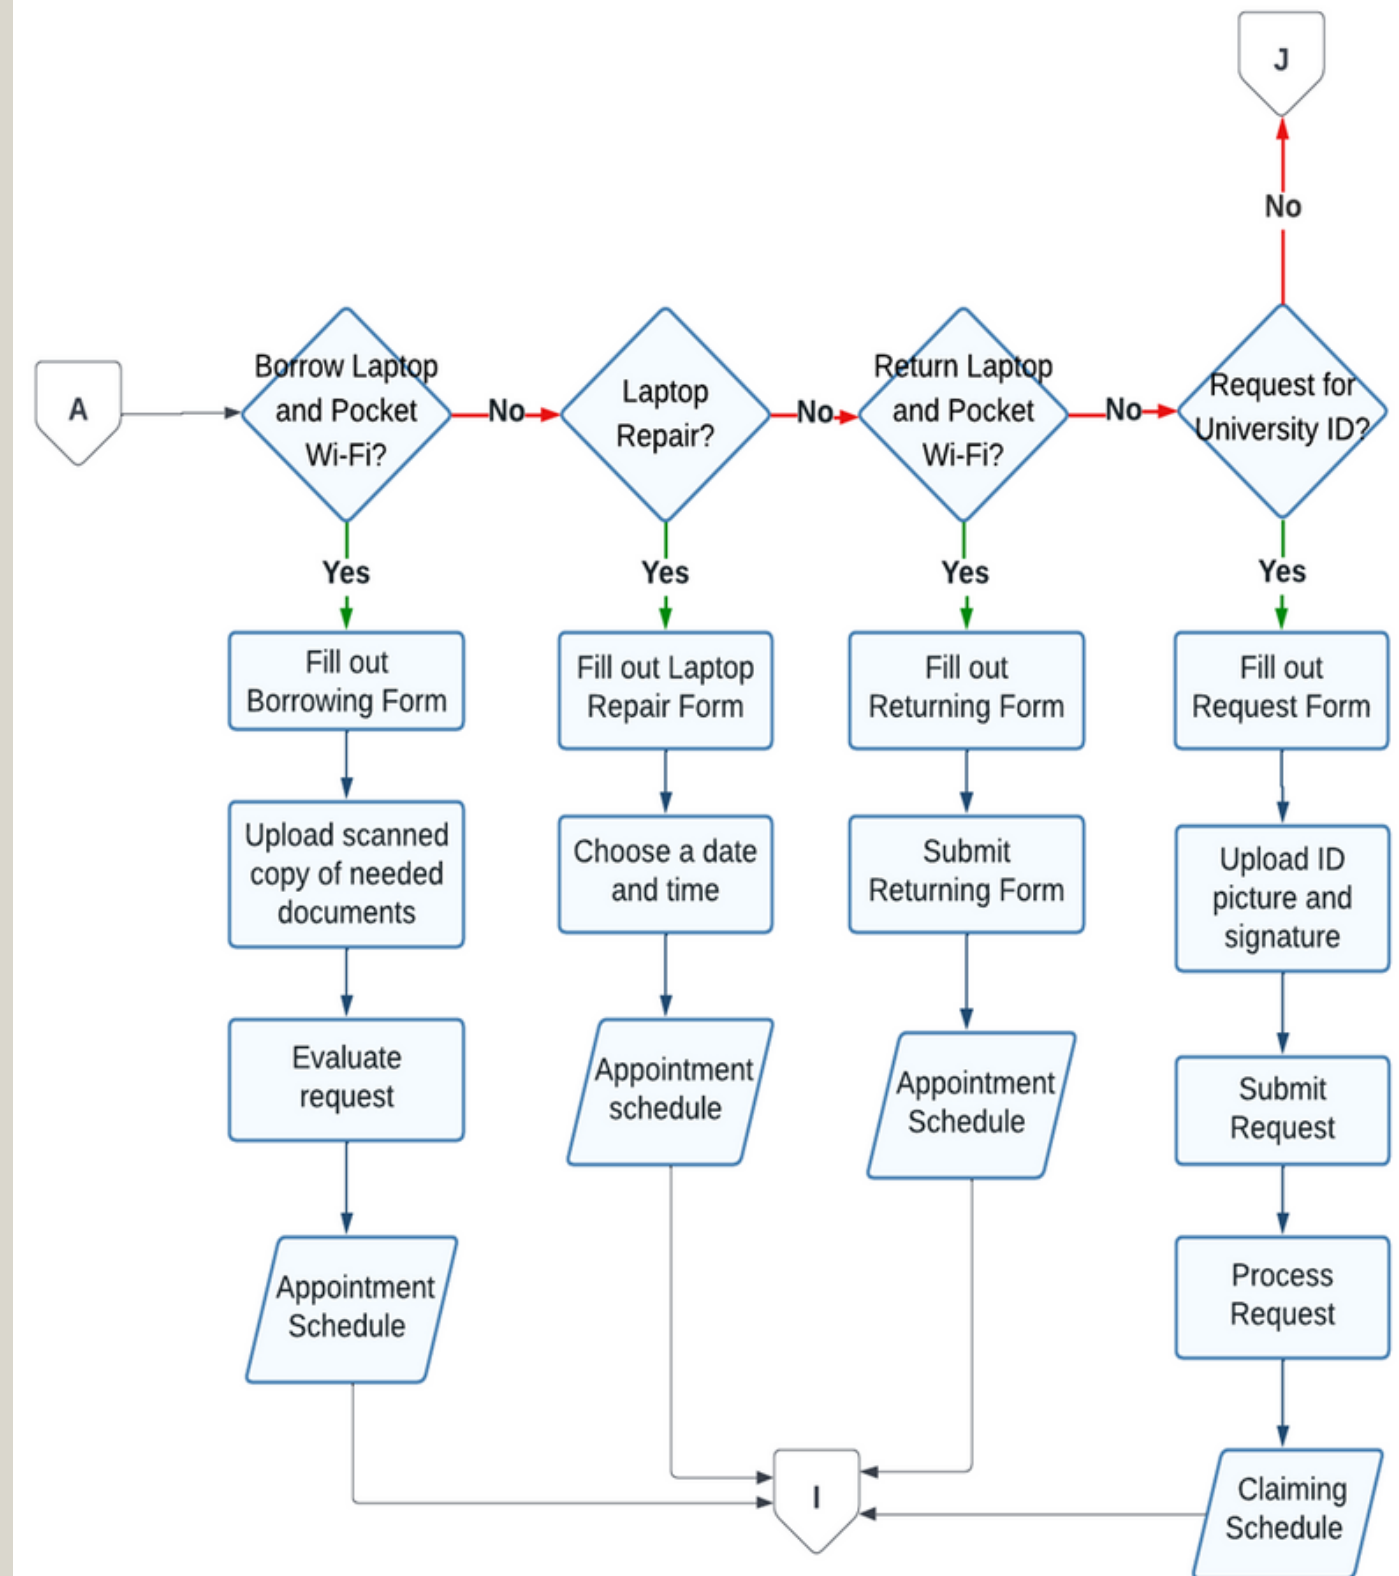 J
No
A
Borrow Laptop
and Pocket
Wi-Fi?
No
Laptop
Repair?
No
Return Laptop
and Pocket
Wi-Fi?
No
Request for
University ID?
Yes
Yes
Yes
Yes
Fill out
Borrowing Form
Fill out Laptop
Repair Form
Fill out
Returning Form
Fill out
Request Form
Upload scanned
copy of needed
documents
Choose a date
and time
Submit
Returning Form
Upload ID
picture and
signature
Evaluate
request
Appointment
schedule
Appointment
Schedule
Submit
Request
Appointment
Schedule
Process
Request
I
Claiming
Schedule